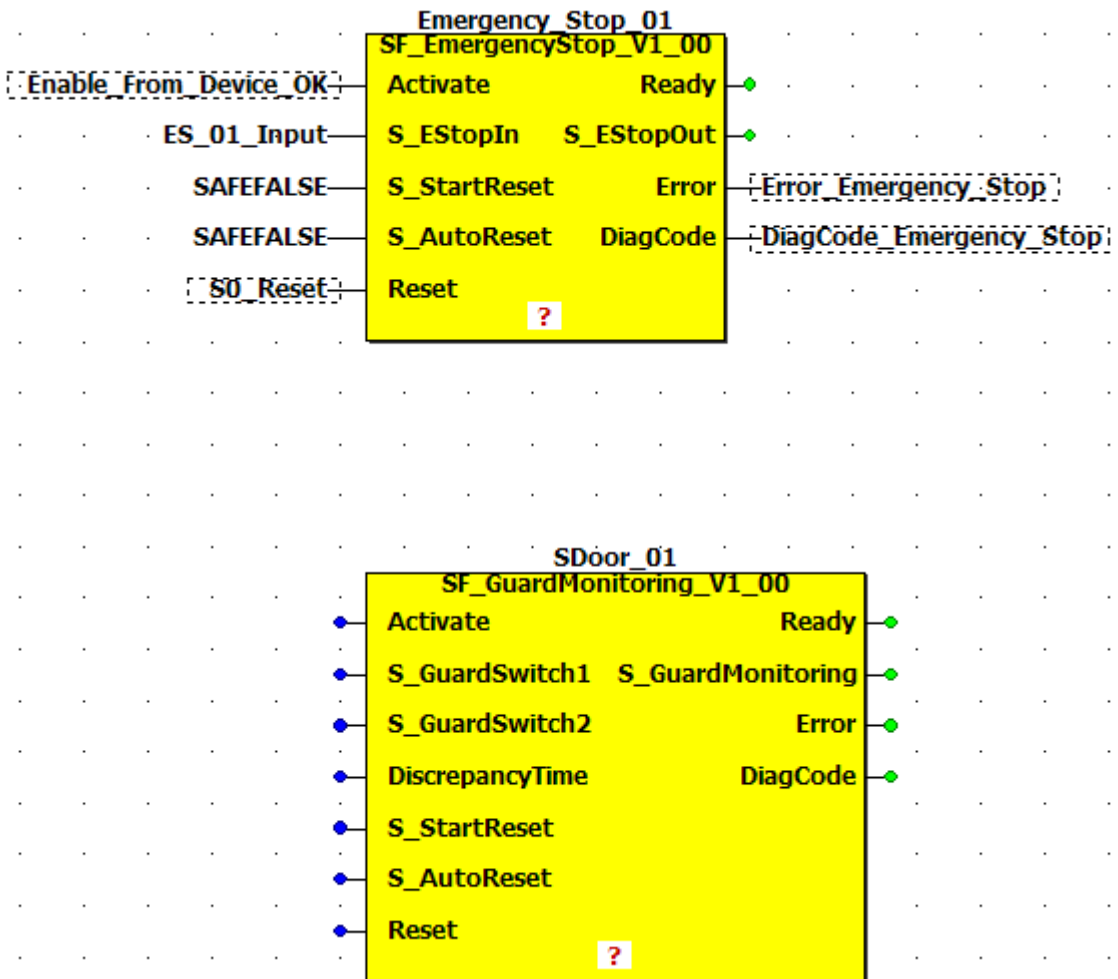 Emergency_Stop_01
SF_EmergencyStop_V1_00
Enable_From_Device_OK Activate Ready
ES_01_Input S_EStopIn S_EStopOut
SAFEFALSE S_StartReset Error Error_Emergency_Stop
SAFEFALSE S_AutoReset DiagCode DiagCode_Emergency_Stop
S0_Reset Reset
?
SDoor_01
SF_GuardMonitoring_V1_00
Activate Ready
S_GuardSwitch1 S_GuardMonitoring
S_GuardSwitch2 Error
DiscrepancyTime DiagCode
S_StartReset
S_AutoReset
Reset
?